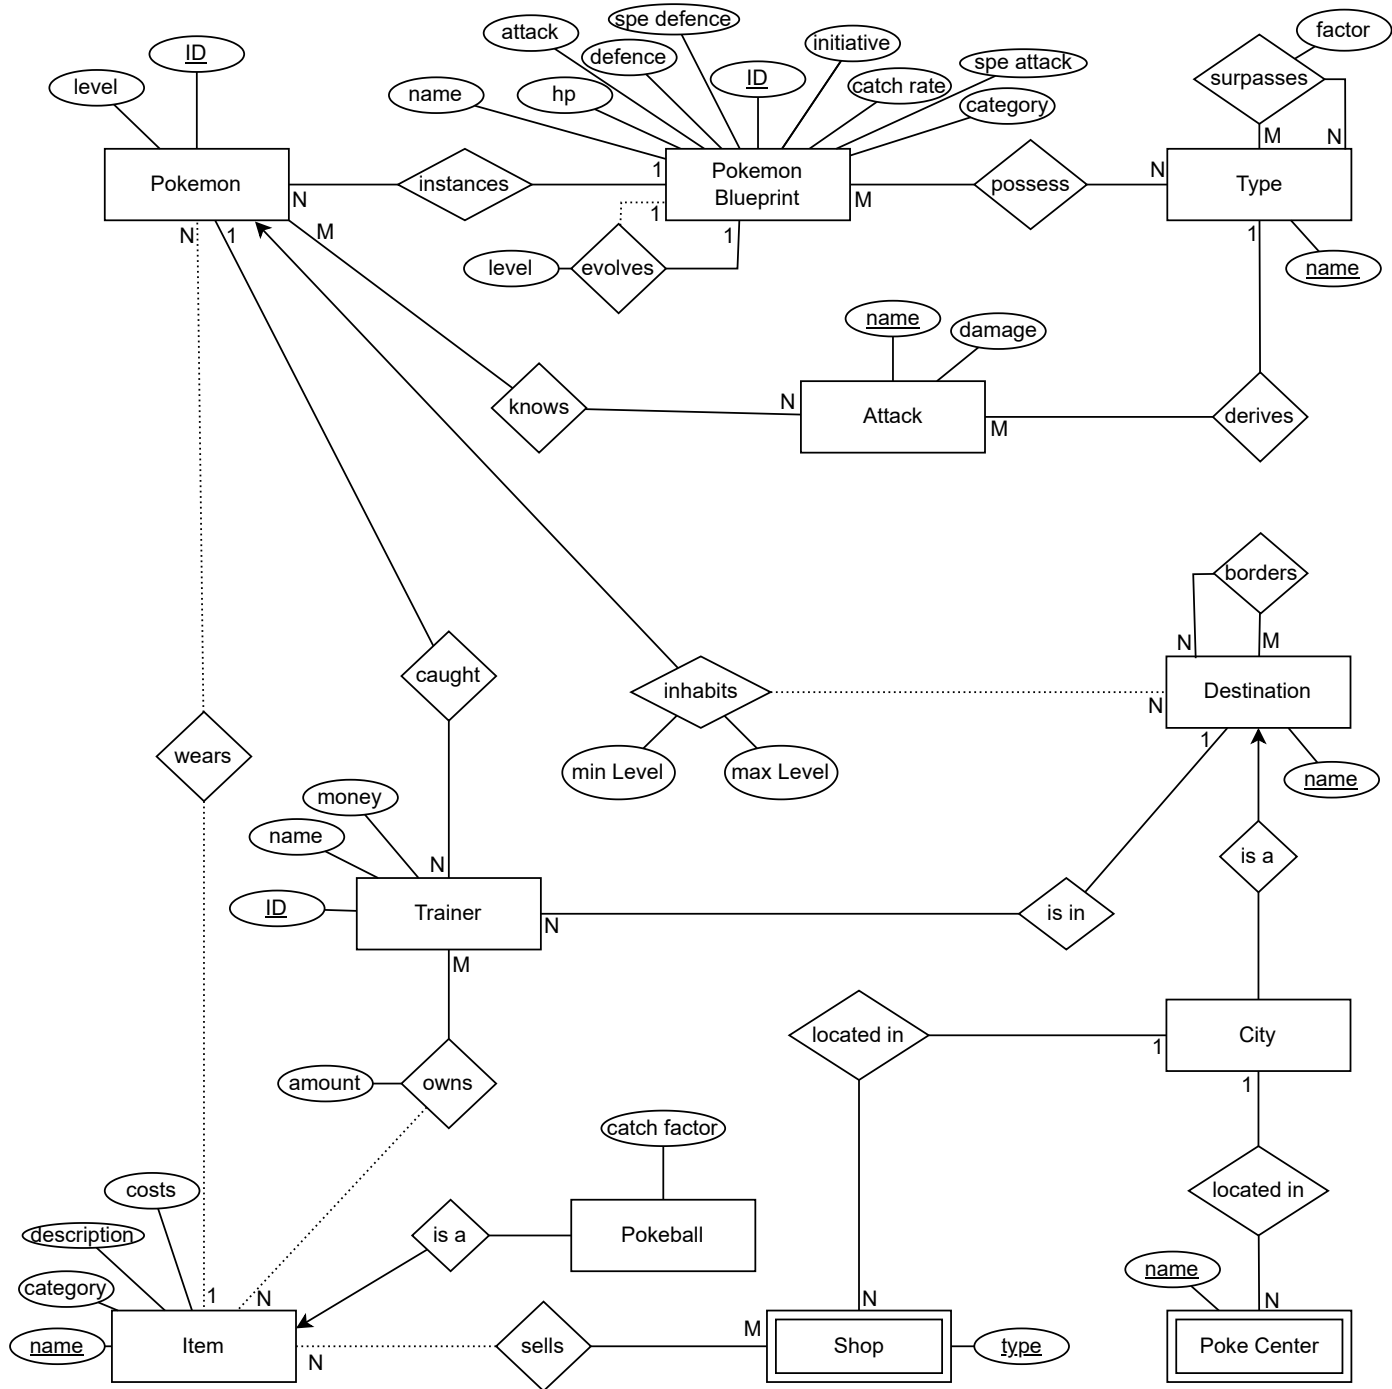 spe defence
attack
defence
initiative
factor
ID
level
name
hp
ID
catch rate
spe attack
category
surpasses
M
N
Pokemon
N
instances
1
Pokemon
Blueprint
M
possess
N
Type
N
1
M
1
1
1
level
evolves
name
name
damage
knows
N
Attack
M
derives
borders
N
M
caught
inhabits
N
Destination
wears
min Level
max Level
1
name
money
name
N
is a
ID
Trainer
N
is in
M
located in
1
City
amount
owns
1
catch factor
costs
located in
description
is a
Pokeball
category
1
N
N
name
N
name
Item
N
sells
M
Shop
type
Poke Center